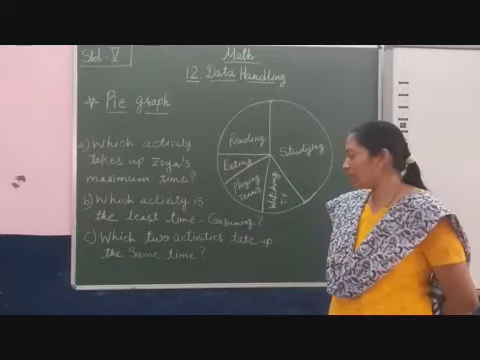 Std. V
Math
12. Data Handling
Pie graph
a) Which activity
takes up Zoya's
maximum time?
b) Which activity is
the least time-consuming?
c) Which two activities take up
the same time?
Reading
Studying
Eating
Playing
Tennis
Watching
TV